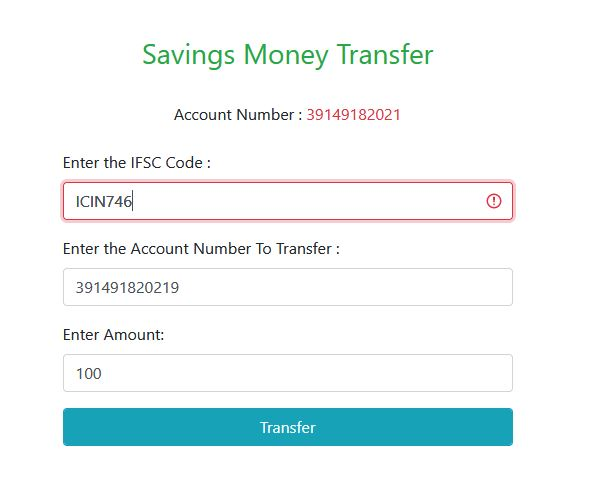 Savings Money Transfer
Account Number : 39149182021
Enter the IFSC Code :
ICIN746
Enter the Account Number To Transfer :
391491820219
Enter Amount:
100
Transfer